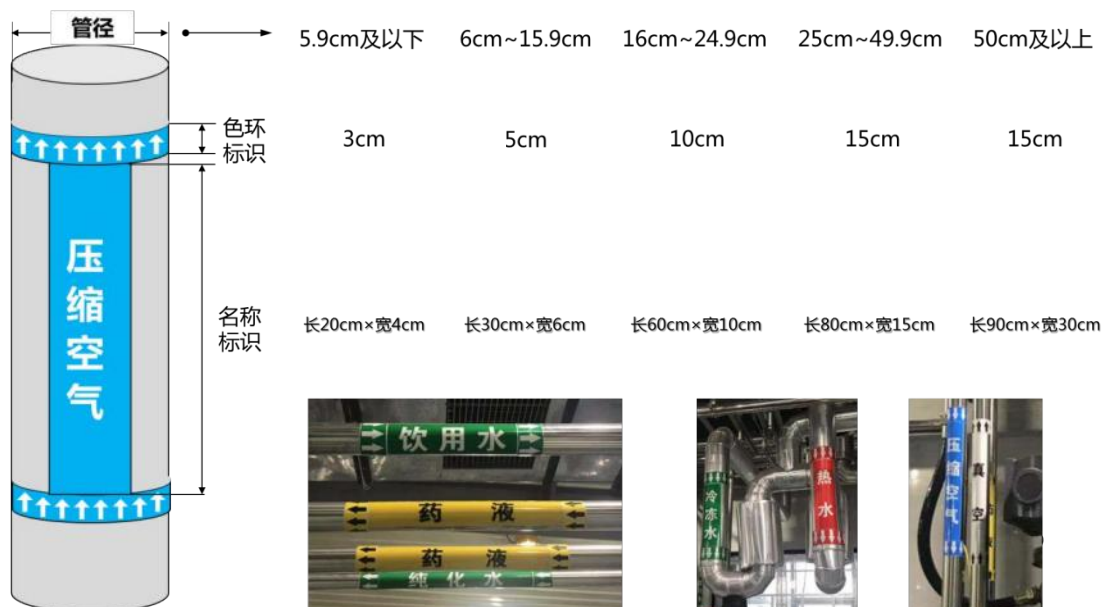 管径
5.9cm及以下 6cm~15.9cm 16cm~24.9cm 25cm~49.9cm 50cm及以上
色环
标识
3cm 5cm 10cm 15cm 15cm
压缩空气
名称
标识
长20cm×宽4cm 长30cm×宽6cm 长60cm×宽10cm 长80cm×宽15cm 长90cm×宽30cm
饮用水
药液
药液
纯化水
冷冻水
热水
压缩空气
真空